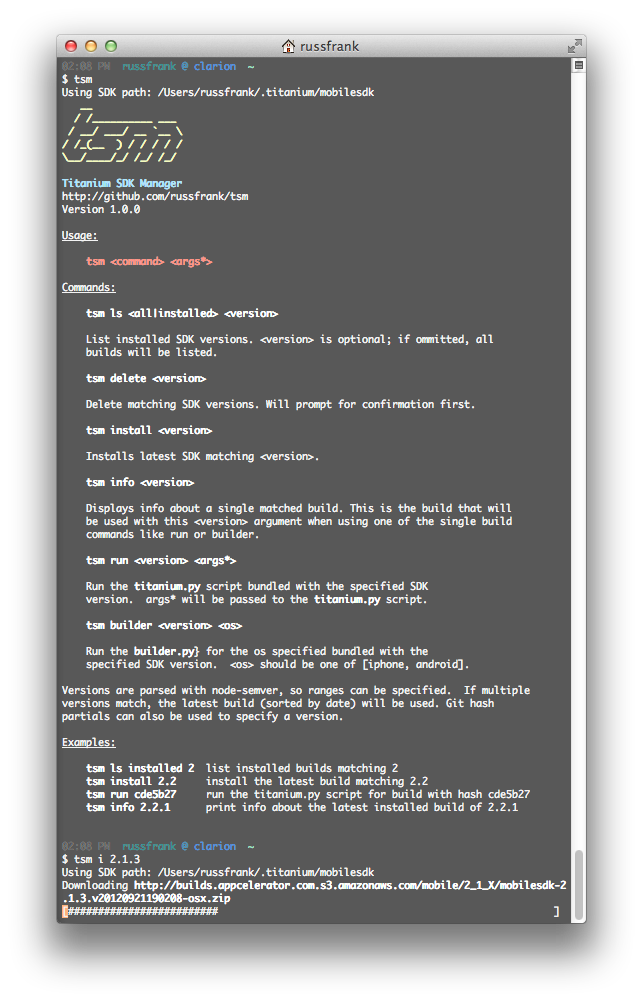 russfrank
02:08 PM russfrank @ clarion ~
$ tsm
Using SDK path: /Users/russfrank/.titanium/mobilesdk
tsm
Titanium SDK Manager
http://github.com/russfrank/tsm
Version 1.0.0
Usage:
tsm <command> <args*>
Commands:
tsm ls <all|installed> <version>
List installed SDK versions. <version> is optional; if ommitted, all
builds will be listed.
tsm delete <version>
Delete matching SDK versions. Will prompt for confirmation first.
tsm install <version>
Installs latest SDK matching <version>.
tsm info <version>
Displays info about a single matched build. This is the build that will
be used with this <version> argument when using one of the single build
commands like run or builder.
tsm run <version> <args*>
Run the titanium.py script bundled with the specified SDK
version.  args* will be passed to the titanium.py script.
tsm builder <version> <os>
Run the builder.py} for the os specified bundled with the
specified SDK version.  <os> should be one of [iphone, android].
Versions are parsed with node-semver, so ranges can be specified.  If multiple
versions match, the latest build (sorted by date) will be used. Git hash
partials can also be used to specify a version.
Examples:
tsm ls installed 2  list installed builds matching 2
tsm install 2.2     install the latest build matching 2.2
tsm run cde5b27     run the titanium.py script for build with hash cde5b27
tsm info 2.2.1      print info about the latest installed build of 2.2.1
02:08 PM russfrank @ clarion ~
$ tsm i 2.1.3
Using SDK path: /Users/russfrank/.titanium/mobilesdk
Downloading http://builds.appcelerator.com.s3.amazonaws.com/mobile/2_1_X/mobilesdk-2
.1.3.v20120921190208-osx.zip
[######################### ]